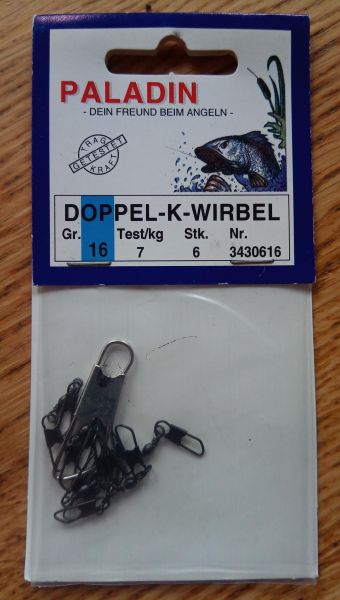 PALADIN
- DEIN FREUND BEIM ANGELN -
TRAG
GETESTET
KRAFT
DOPPEL-K-WIRBEL
Gr. Test/kg Stk. Nr.
16 7 6 3430616